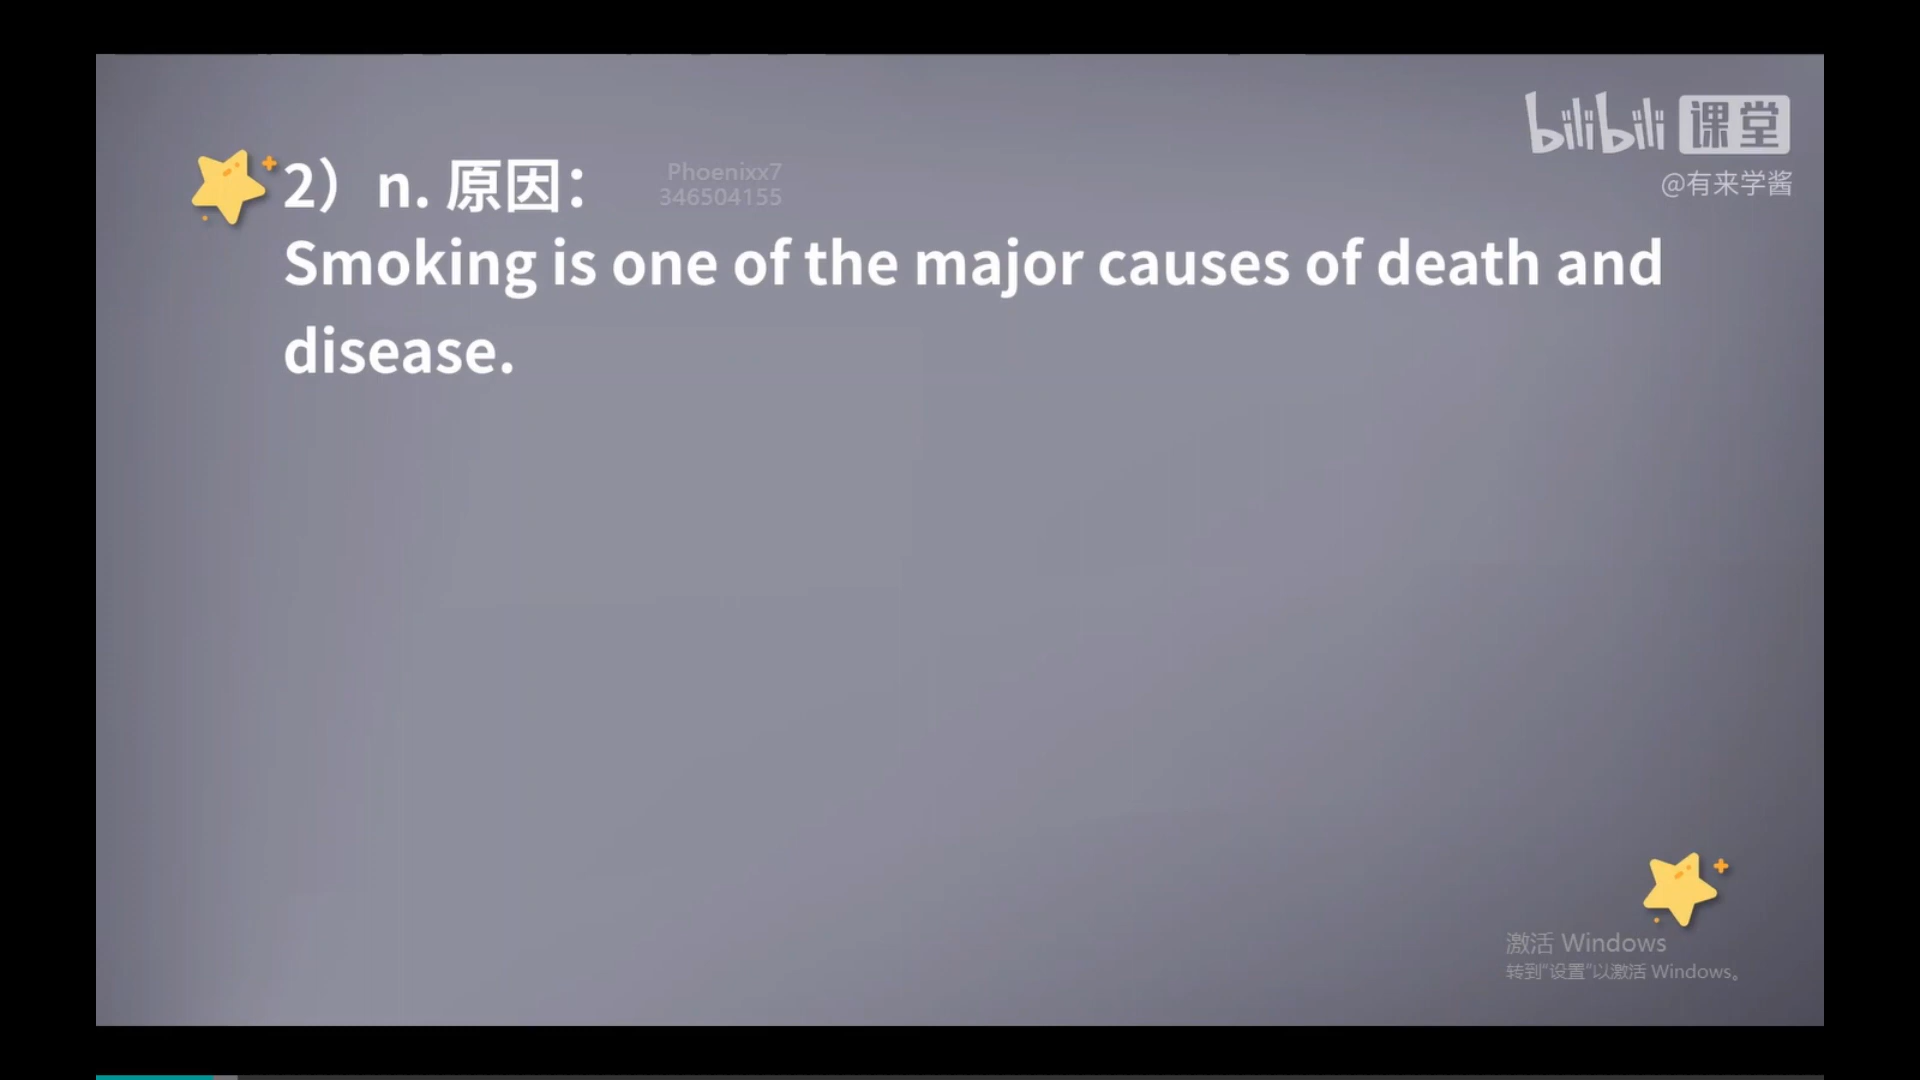 bilibili 课堂
@有来学酱
2）n. 原因：
Phoenixx7
346504155
Smoking is one of the major causes of death and
disease.
激活 Windows
转到"设置"以激活 Windows。